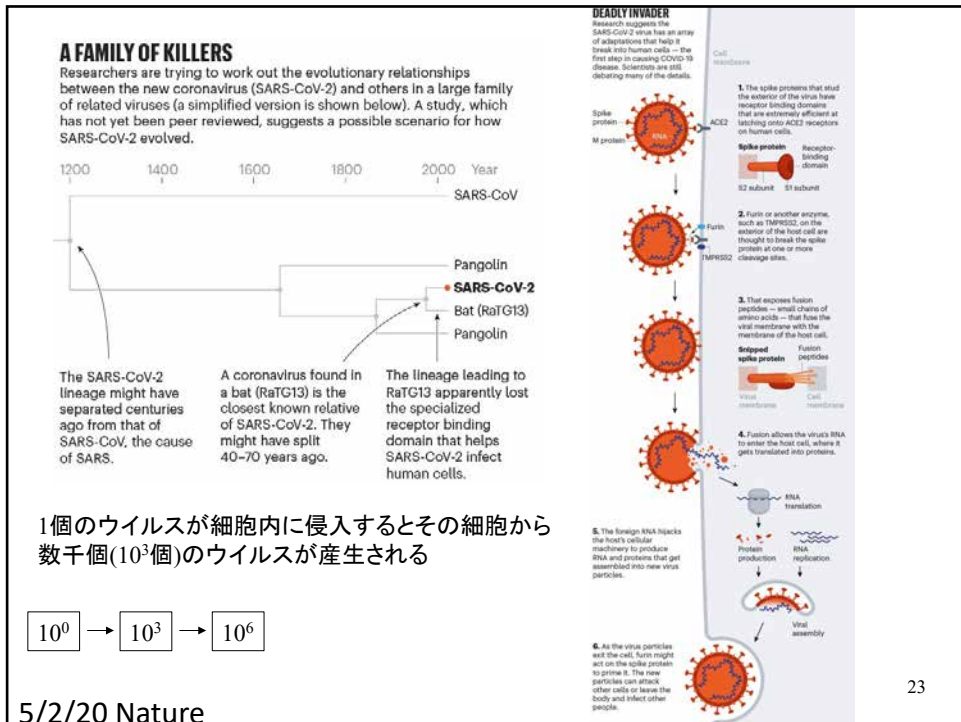 A FAMILY OF KILLERS
Researchers are trying to work out the evolutionary relationships
between the new coronavirus (SARS-CoV-2) and others in a large family
of related viruses (a simplified version is shown below). A study, which
has not yet been peer reviewed, suggests a possible scenario for how
SARS-CoV-2 evolved.
1200 1400 1600 1800 2000 Year
SARS-CoV
Pangolin
SARS-CoV-2
Bat (RaTG13)
Pangolin
The SARS-CoV-2
lineage might have
separated centuries
ago from that of
SARS-CoV, the cause
of SARS.
A coronavirus found in
a bat (RaTG13) is the
closest known relative
of SARS-CoV-2. They
might have split
40–70 years ago.
The lineage leading to
RaTG13 apparently lost
the specialized
receptor binding
domain that helps
SARS-CoV-2 infect
human cells.
1個のウイルスが細胞内に侵入するとその細胞から
数千個(10³個)のウイルスが産生される
10⁰ → 10³ → 10⁶
5/2/20 Nature
DEADLY INVADER
Research suggests the
SARS-CoV-2 virus has an array
of adaptations that help it
break into human cells — the
first step in causing COVID-19
disease. Scientists are still
debating many of the details.
Cell
membrane
Spike
protein
M protein
RNA
ACE2
1. The spike proteins that stud
the exterior of the virus have
receptor binding domains
that are extremely efficient at
latching onto ACE2 receptors
on human cells.
Spike protein
Receptor-
binding
domain
S2 subunit S1 subunit
Furin
TMPRSS2
2. Furin or another enzyme,
such as TMPRSS2, on the
exterior of the host cell are
thought to break the spike
protein at one or more
cleavage sites.
3. That exposes fusion
peptides — small chains of
amino acids — that fuse the
viral membrane with the
membrane of the host cell.
Snipped
spike protein
Fusion
peptides
Virus
membrane
Cell
membrane
4. Fusion allows the virus's RNA
to enter the host cell, where it
gets translated into proteins.
RNA
translation
5. The foreign RNA hijacks
the host's cellular
machinery to produce
RNA and proteins that get
assembled into new virus
particles.
Protein
production
RNA
replication
Viral
assembly
6. As the virus particles
exit the cell, furin might
act on the spike protein
to prime it. The new
particles can attack
other cells or leave the
body and infect other
people.
23